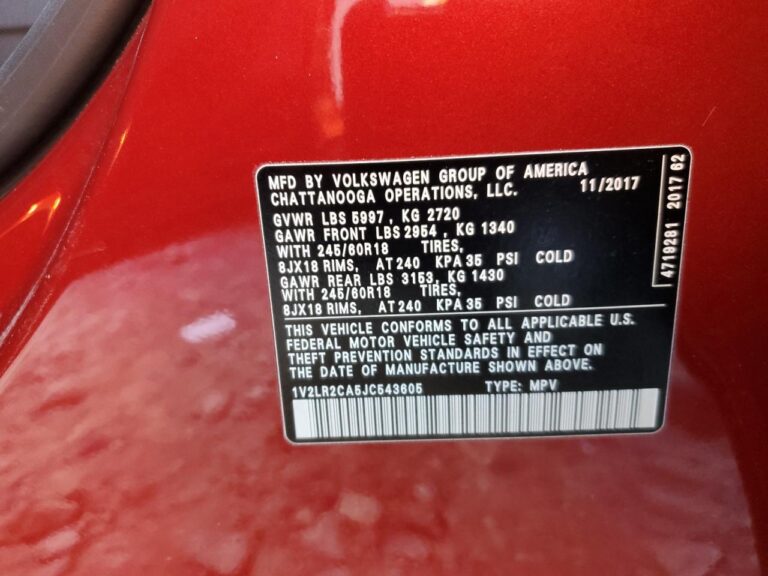 MFD BY VOLKSWAGEN GROUP OF AMERICA
CHATTANOOGA OPERATIONS, LLC. 11/2017
GVWR LBS 5997 , KG 2720
GAWR FRONT LBS 2954 , KG 1340
WITH 245/60R18 TIRES,
8JX18 RIMS, AT 240 KPA 35 PSI COLD
GAWR REAR LBS 3153, KG 1430
WITH 245/60R18 TIRES,
8JX18 RIMS, AT 240 KPA 35 PSI COLD
THIS VEHICLE CONFORMS TO ALL APPLICABLE U.S.
FEDERAL MOTOR VEHICLE SAFETY AND
THEFT PREVENTION STANDARDS IN EFFECT ON
THE DATE OF MANUFACTURE SHOWN ABOVE.
1V2LR2CA5JC543605 TYPE: MPV
4719281 2017 62